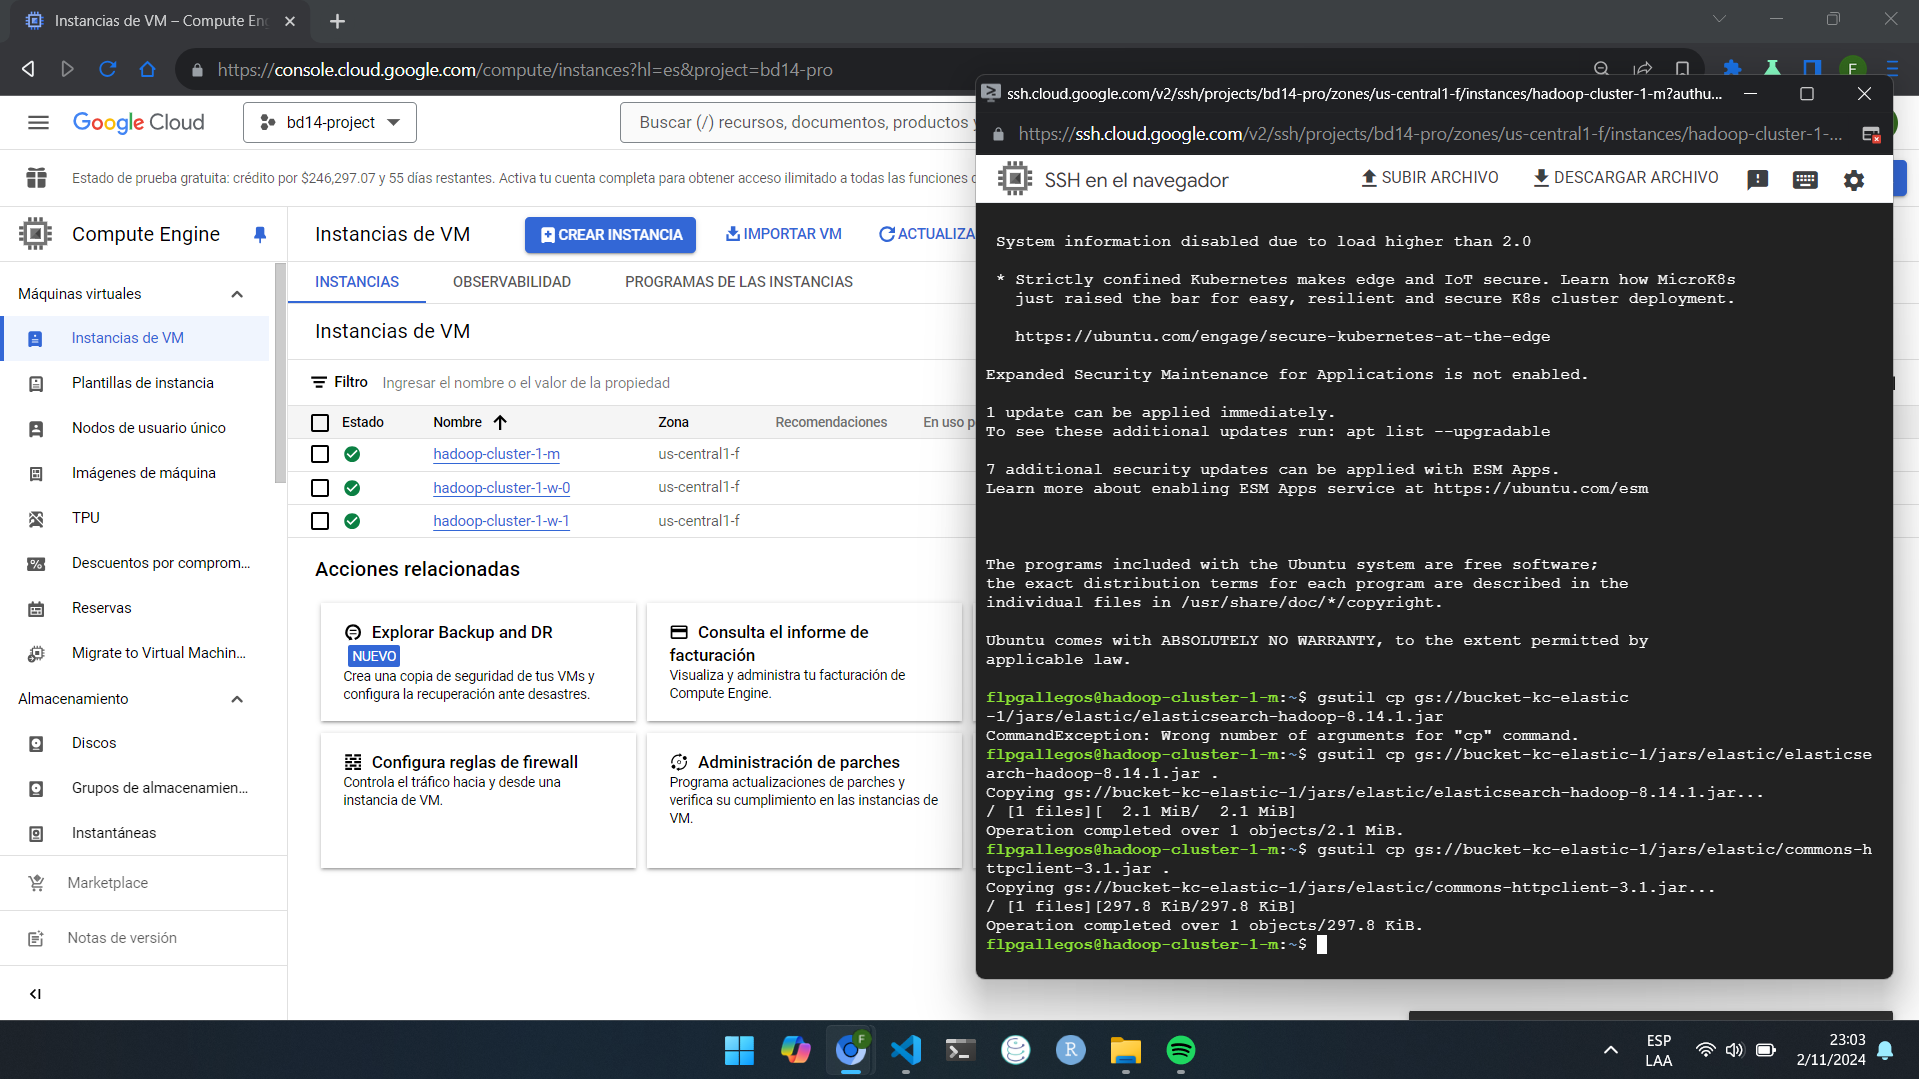 Instancias de VM – Compute En
https://console.cloud.google.com/compute/instances?hl=es&project=bd14-pro
F
Google Cloud
bd14-project
Buscar (/) recursos, documentos, productos y
Estado de prueba gratuita: crédito por $246,297.07 y 55 días restantes. Activa tu cuenta completa para obtener acceso ilimitado a todas las funciones
Compute Engine
Instancias de VM
CREAR INSTANCIA
IMPORTAR VM
ACTUALIZA
Máquinas virtuales
Instancias de VM
Plantillas de instancia
Nodos de usuario único
Imágenes de máquina
TPU
Descuentos por comprom...
Reservas
Migrate to Virtual Machin...
Almacenamiento
Discos
Grupos de almacenamien...
Instantáneas
Marketplace
Notas de versión
INSTANCIAS
OBSERVABILIDAD
PROGRAMAS DE LAS INSTANCIAS
Instancias de VM
Filtro
Ingresar el nombre o el valor de la propiedad
Estado
Nombre
Zona
Recomendaciones
En uso p
hadoop-cluster-1-m
us-central1-f
hadoop-cluster-1-w-0
us-central1-f
hadoop-cluster-1-w-1
us-central1-f
Acciones relacionadas
Explorar Backup and DR
NUEVO
Crea una copia de seguridad de tus VMs y
configura la recuperación ante desastres.
Consulta el informe de
facturación
Visualiza y administra tu facturación de
Compute Engine.
Configura reglas de firewall
Controla el tráfico hacia y desde una
instancia de VM.
Administración de parches
Programa actualizaciones de parches y
verifica su cumplimiento en las instancias de
VM.
ssh.cloud.google.com/v2/ssh/projects/bd14-pro/zones/us-central1-f/instances/hadoop-cluster-1-m?authu...
https://ssh.cloud.google.com/v2/ssh/projects/bd14-pro/zones/us-central1-f/instances/hadoop-cluster-1-...
SSH en el navegador
SUBIR ARCHIVO
DESCARGAR ARCHIVO
System information disabled due to load higher than 2.0
* Strictly confined Kubernetes makes edge and IoT secure. Learn how MicroK8s
just raised the bar for easy, resilient and secure K8s cluster deployment.
https://ubuntu.com/engage/secure-kubernetes-at-the-edge
Expanded Security Maintenance for Applications is not enabled.
1 update can be applied immediately.
To see these additional updates run: apt list --upgradable
7 additional security updates can be applied with ESM Apps.
Learn more about enabling ESM Apps service at https://ubuntu.com/esm
The programs included with the Ubuntu system are free software;
the exact distribution terms for each program are described in the
individual files in /usr/share/doc/*/copyright.
Ubuntu comes with ABSOLUTELY NO WARRANTY, to the extent permitted by
applicable law.
flpgallegos@hadoop-cluster-1-m:~$ gsutil cp gs://bucket-kc-elastic
-1/jars/elastic/elasticsearch-hadoop-8.14.1.jar
CommandException: Wrong number of arguments for "cp" command.
flpgallegos@hadoop-cluster-1-m:~$ gsutil cp gs://bucket-kc-elastic-1/jars/elastic/elasticse
arch-hadoop-8.14.1.jar .
Copying gs://bucket-kc-elastic-1/jars/elastic/elasticsearch-hadoop-8.14.1.jar...
/ [1 files][  2.1 MiB/  2.1 MiB]
Operation completed over 1 objects/2.1 MiB.
flpgallegos@hadoop-cluster-1-m:~$ gsutil cp gs://bucket-kc-elastic-1/jars/elastic/commons-h
ttpclient-3.1.jar .
Copying gs://bucket-kc-elastic-1/jars/elastic/commons-httpclient-3.1.jar...
/ [1 files][297.8 KiB/297.8 KiB]
Operation completed over 1 objects/297.8 KiB.
flpgallegos@hadoop-cluster-1-m:~$
F
R
ESP
LAA
23:03
2/11/2024